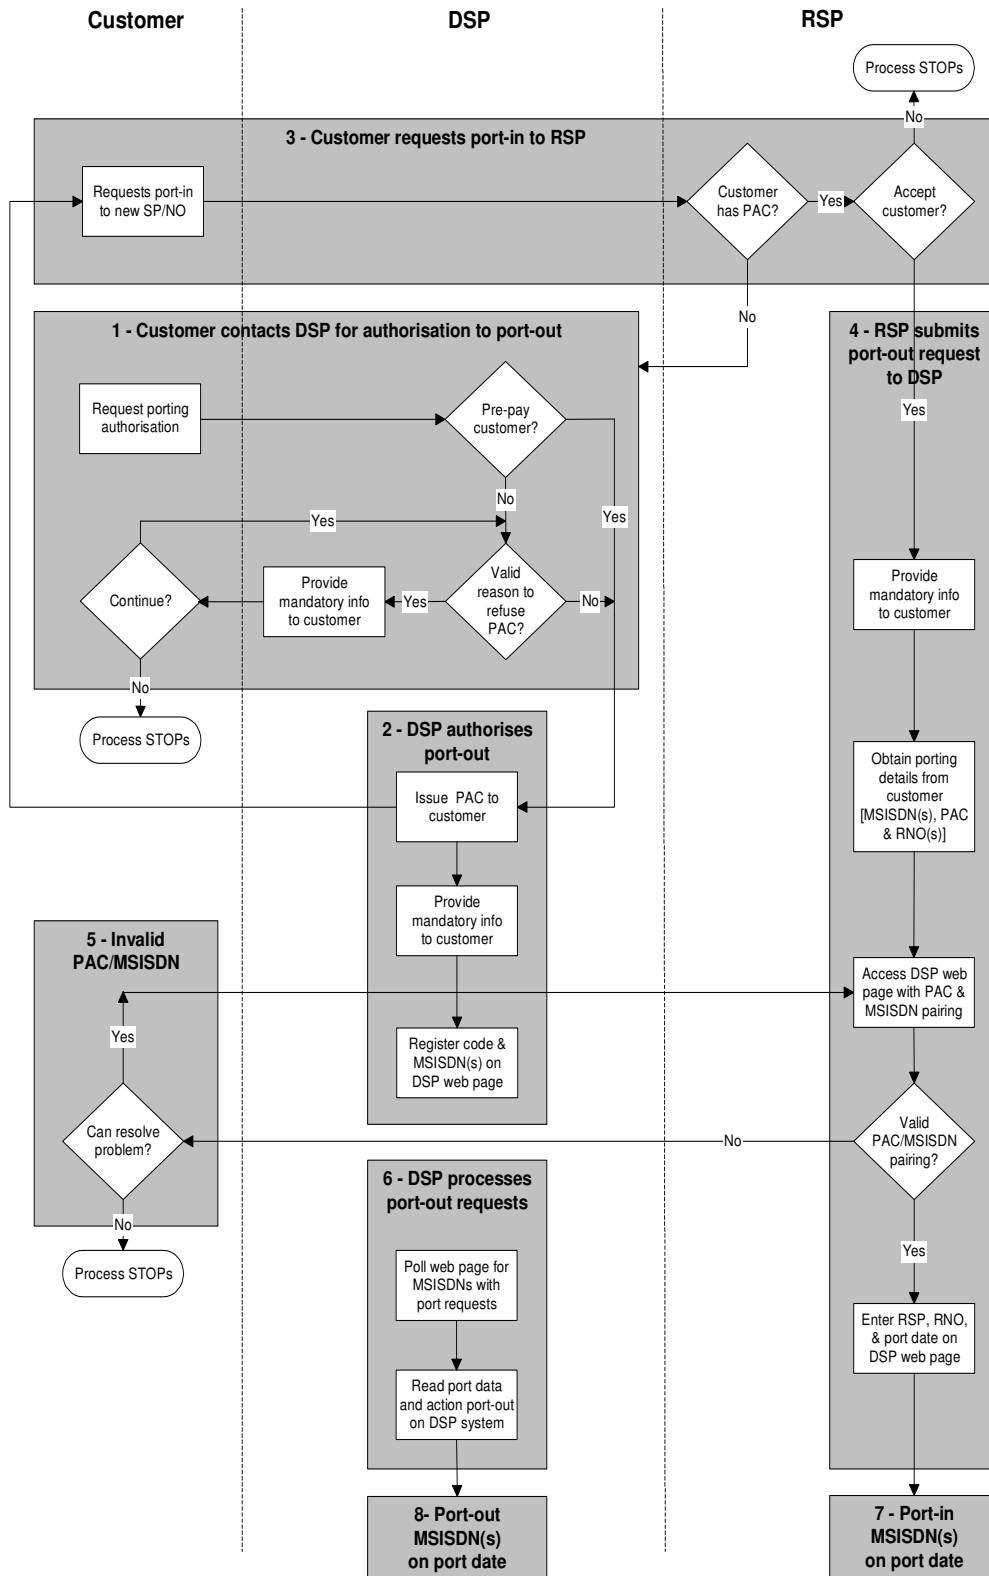 Customer
DSP
RSP
Process STOPs
No
3 - Customer requests port-in to RSP
Requests port-in
to new SP/NO
Customer
has PAC?
Yes
Accept
customer?
No
1 - Customer contacts DSP for authorisation to port-out
4 - RSP submits
port-out request
to DSP
Request porting
authorisation
Pre-pay
customer?
Yes
No
Yes
Yes
Continue?
Provide
mandatory info
to customer
Yes
Valid
reason to
refuse
PAC?
No
Provide
mandatory info
to customer
No
Process STOPs
2 - DSP authorises
port-out
Issue PAC to
customer
Obtain porting
details from
customer
[MSISDN(s), PAC
& RNO(s)]
Provide
mandatory info
to customer
5 - Invalid
PAC/MSISDN
Access DSP web
page with PAC &
MSISDN pairing
Yes
Register code &
MSISDN(s) on
DSP web page
Can resolve
problem?
No
Valid
PAC/MSISDN
pairing?
6 - DSP processes
port-out requests
No
Process STOPs
Yes
Poll web page for
MSISDNs with
port requests
Enter RSP, RNO,
& port date on
DSP web page
Read port data
and action port-out
on DSP system
8- Port-out
MSISDN(s)
on port date
7 - Port-in
MSISDN(s)
on port date